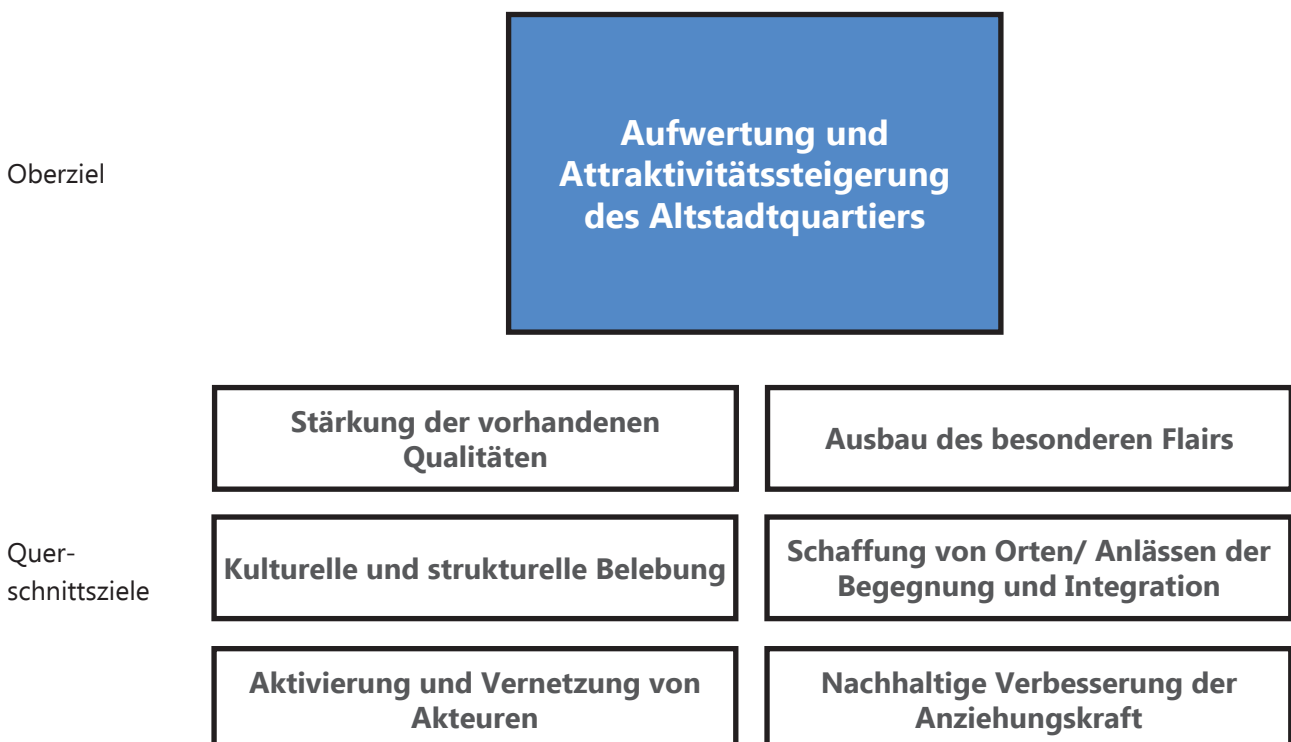 Aufwertung und
Attraktivitätssteigerung
des Altstadtquartiers
Oberziel
Stärkung der vorhandenen
Qualitäten
Ausbau des besonderen Flairs
Quer-
schnittsziele
Kulturelle und strukturelle Belebung
Schaffung von Orten/ Anlässen der
Begegnung und Integration
Aktivierung und Vernetzung von
Akteuren
Nachhaltige Verbesserung der
Anziehungskraft